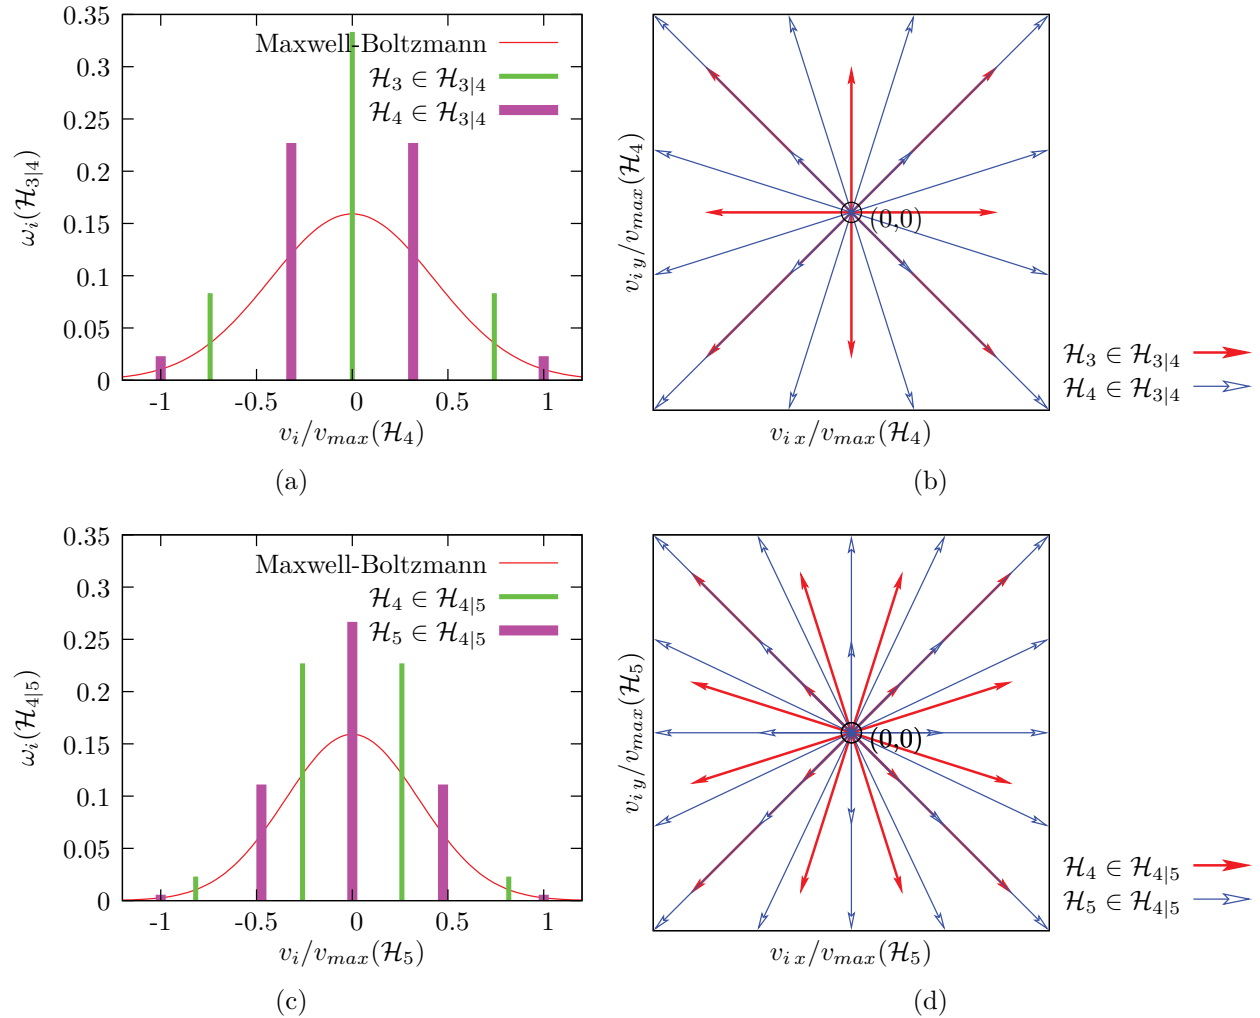 0.35
0.3
0.25
0.2
0.15
0.1
0.05
0
ωᵢ(ℋ₃|₄)
Maxwell-Boltzmann
ℋ₃ ∈ ℋ₃|₄
ℋ₄ ∈ ℋ₃|₄
-1 -0.5 0 0.5 1
vᵢ/vₘₐₓ(ℋ₄)
(a)
vᵢ y/vₘₐₓ(ℋ₄)
(0,0)
ℋ₃ ∈ ℋ₃|₄
ℋ₄ ∈ ℋ₃|₄
vᵢ x/vₘₐₓ(ℋ₄)
(b)
0.35
0.3
0.25
0.2
0.15
0.1
0.05
0
ωᵢ(ℋ₄|₅)
Maxwell-Boltzmann
ℋ₄ ∈ ℋ₄|₅
ℋ₅ ∈ ℋ₄|₅
-1 -0.5 0 0.5 1
vᵢ/vₘₐₓ(ℋ₅)
(c)
vᵢ y/vₘₐₓ(ℋ₅)
(0,0)
ℋ₄ ∈ ℋ₄|₅
ℋ₅ ∈ ℋ₄|₅
vᵢ x/vₘₐₓ(ℋ₅)
(d)